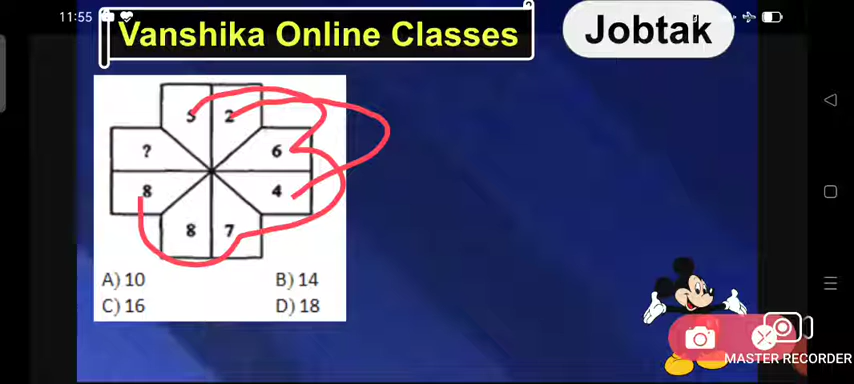 11:55
Vanshika Online Classes
Jobtak
5 2
? 6
8 4
8 7
A) 10 B) 14
C) 16 D) 18
MASTER RECORDER